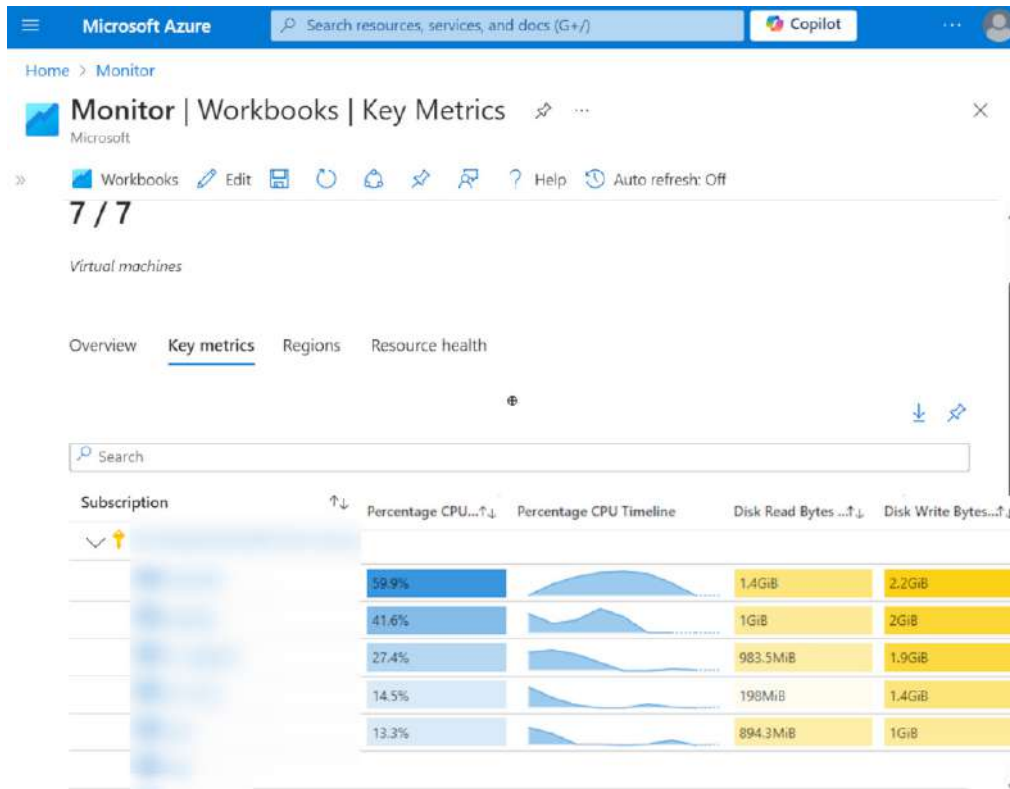 Microsoft Azure Search resources, services, and docs (G+/) Copilot ...
Home > Monitor
Monitor | Workbooks | Key Metrics ...
Microsoft
Workbooks Edit ? Help Auto refresh: Off
7 / 7
Virtual machines
Overview Key metrics Regions Resource health
Search
Subscription ↑↓ Percentage CPU...↑↓ Percentage CPU Timeline Disk Read Bytes ...↑↓ Disk Write Bytes...↑↓
59.9% 1.4GiB 2.2GiB
41.6% 1GiB 2GiB
27.4% 983.5MiB 1.9GiB
14.5% 198MiB 1.4GiB
13.3% 894.3MiB 1GiB